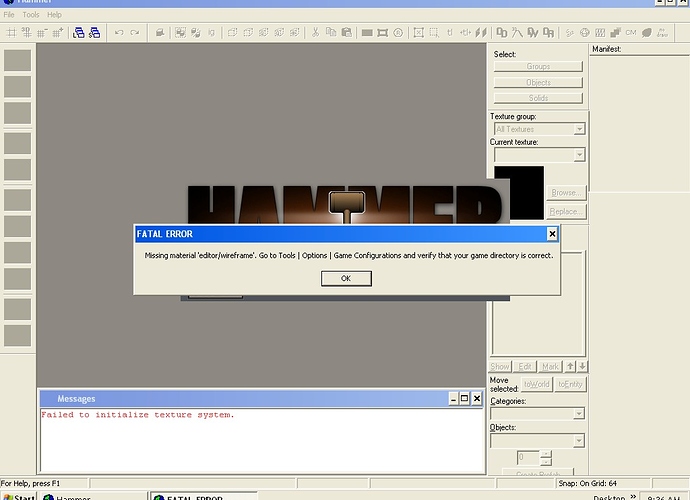 Hammer
File Tools Help
Select:
Groups
Objects
Solids
Manifest:
Texture group:
All Textures
Current texture:
Browse...
Replace...
HAMMER
FATAL ERROR
Missing material 'editor/wireframe'. Go to Tools | Options | Game Configurations and verify that your game directory is correct.
OK
Show Edit Mark
Move
selected: toWorld toEntity
Categories:
Objects:
0
Create Prefab
Messages
Failed to initialize texture system.
For Help, press F1
Snap: On Grid: 64
Start Hammer FATAL ERROR Desktop » 9:36 AM